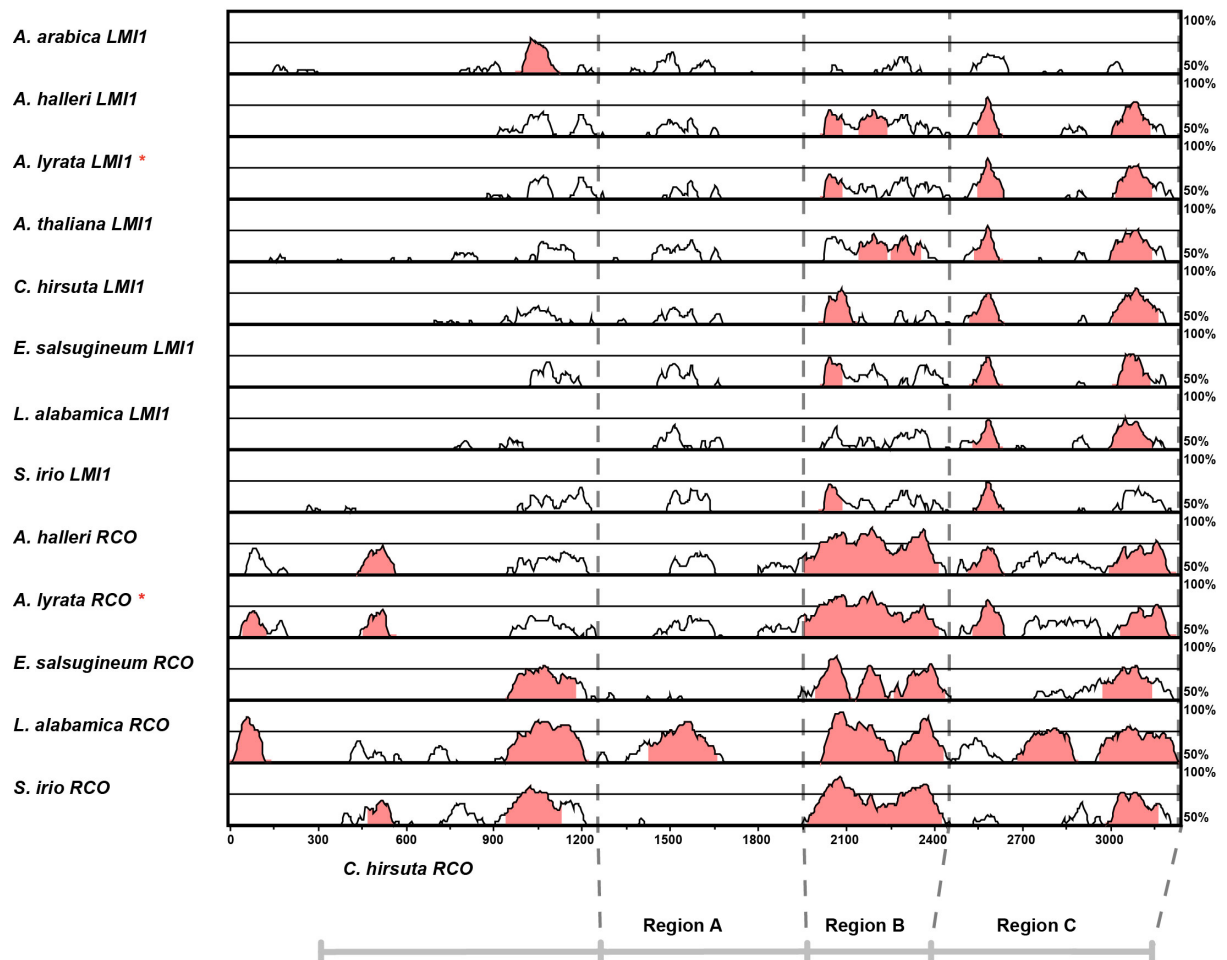 100%
A. arabica LMI1
50%
100%
A. halleri LMI1
50%
100%
A. lyrata LMI1 *
50%
100%
A. thaliana LMI1
50%
100%
C. hirsuta LMI1
50%
100%
E. salsugineum LMI1
50%
100%
L. alabamica LMI1
50%
100%
S. irio LMI1
50%
100%
A. halleri RCO
50%
100%
A. lyrata RCO *
50%
100%
E. salsugineum RCO
50%
100%
L. alabamica RCO
50%
100%
S. irio RCO
50%
0 300 600 900 1200 1500 1800 2100 2400 2700 3000
C. hirsuta RCO
Region A Region B Region C